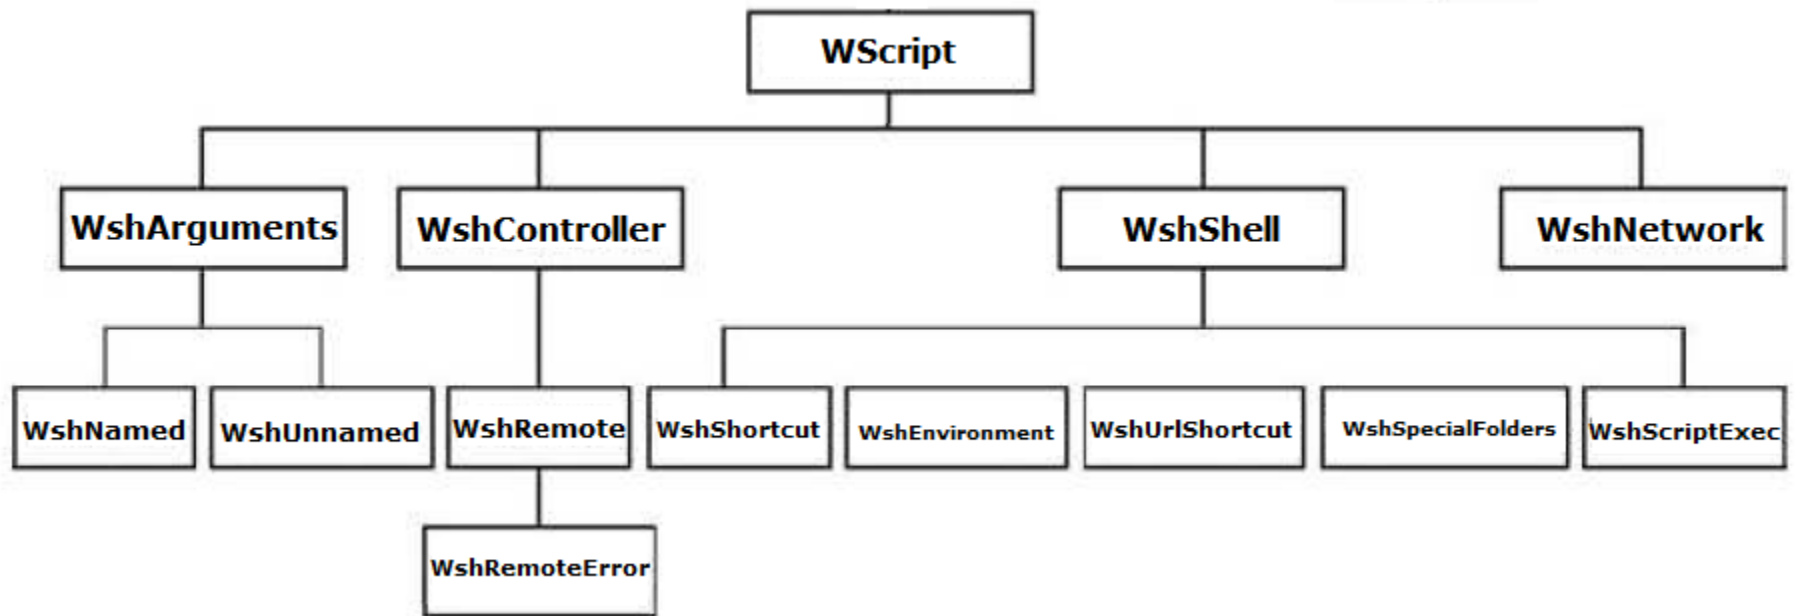 WScript
WshArguments
WshController
WshShell
WshNetwork
WshNamed
WshUnnamed
WshRemote
WshShortcut
WshEnvironment
WshUrlShortcut
WshSpecialFolders
WshScriptExec
WshRemoteError